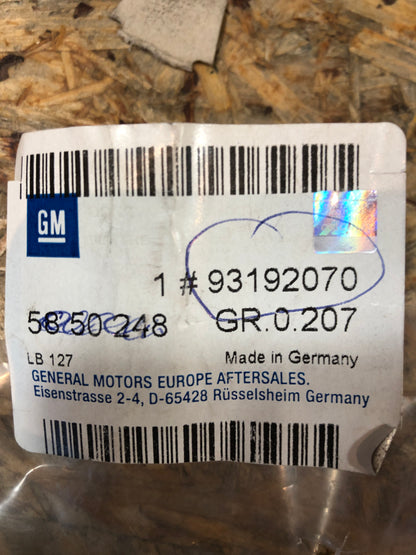 GM
1 # 93192070
58 50 248 GR.0.207
LB 127 Made in Germany
GENERAL MOTORS EUROPE AFTERSALES.
Eisenstrasse 2-4, D-65428 Rüsselsheim Germany